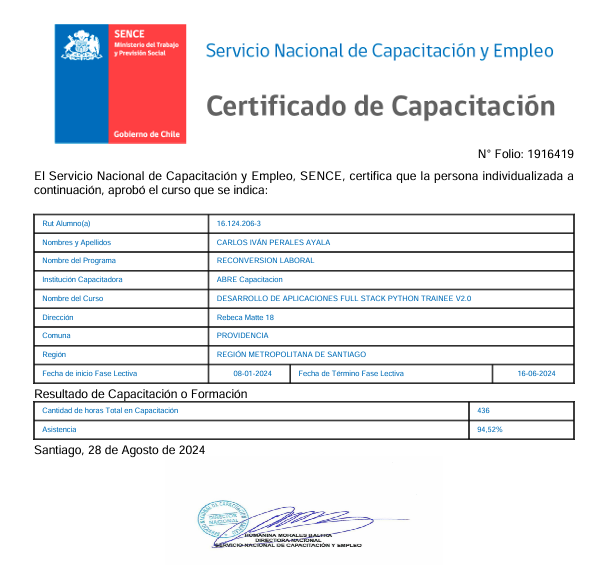 SENCE
Ministerio del Trabajo
y Previsión Social
Gobierno de Chile
Servicio Nacional de Capacitación y Empleo
Certificado de Capacitación
N° Folio: 1916419
El Servicio Nacional de Capacitación y Empleo, SENCE, certifica que la persona individualizada a
continuación, aprobó el curso que se indica:
Rut Alumno(a) 16.124.206-3
Nombres y Apellidos CARLOS IVÁN PERALES AYALA
Nombre del Programa RECONVERSION LABORAL
Institución Capacitadora ABRE Capacitacion
Nombre del Curso DESARROLLO DE APLICACIONES FULL STACK PYTHON TRAINEE V2.0
Dirección Rebeca Matte 18
Comuna PROVIDENCIA
Región REGIÓN METROPOLITANA DE SANTIAGO
Fecha de inicio Fase Lectiva 08-01-2024 Fecha de Término Fase Lectiva 16-06-2024
Resultado de Capacitación o Formación
Cantidad de horas Total en Capacitación 436
Asistencia 94,52%
Santiago, 28 de Agosto de 2024
DIRECCION
NACIONAL
ROMANINA MORALES BALTRA
DIRECTORA NACIONAL
SERVICIO NACIONAL DE CAPACITACIÓN Y EMPLEO